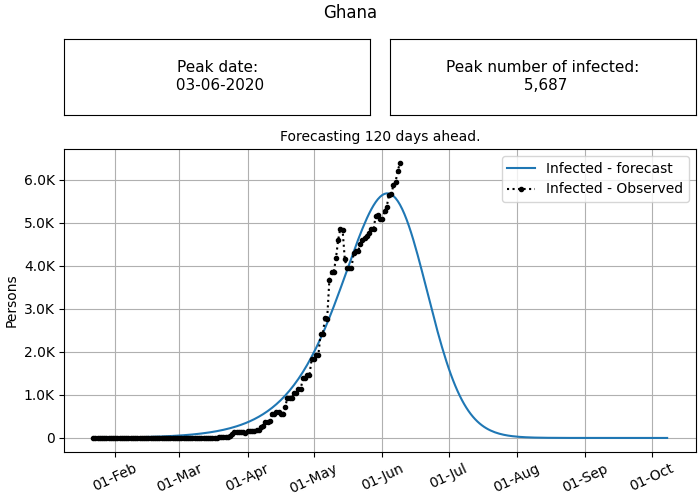 Ghana
Peak date:
03-06-2020
Peak number of infected:
5,687
Forecasting 120 days ahead.
Infected - forecast
Infected - Observed
Persons
6.0K
5.0K
4.0K
3.0K
2.0K
1.0K
0
01-Feb
01-Mar
01-Apr
01-May
01-Jun
01-Jul
01-Aug
01-Sep
01-Oct